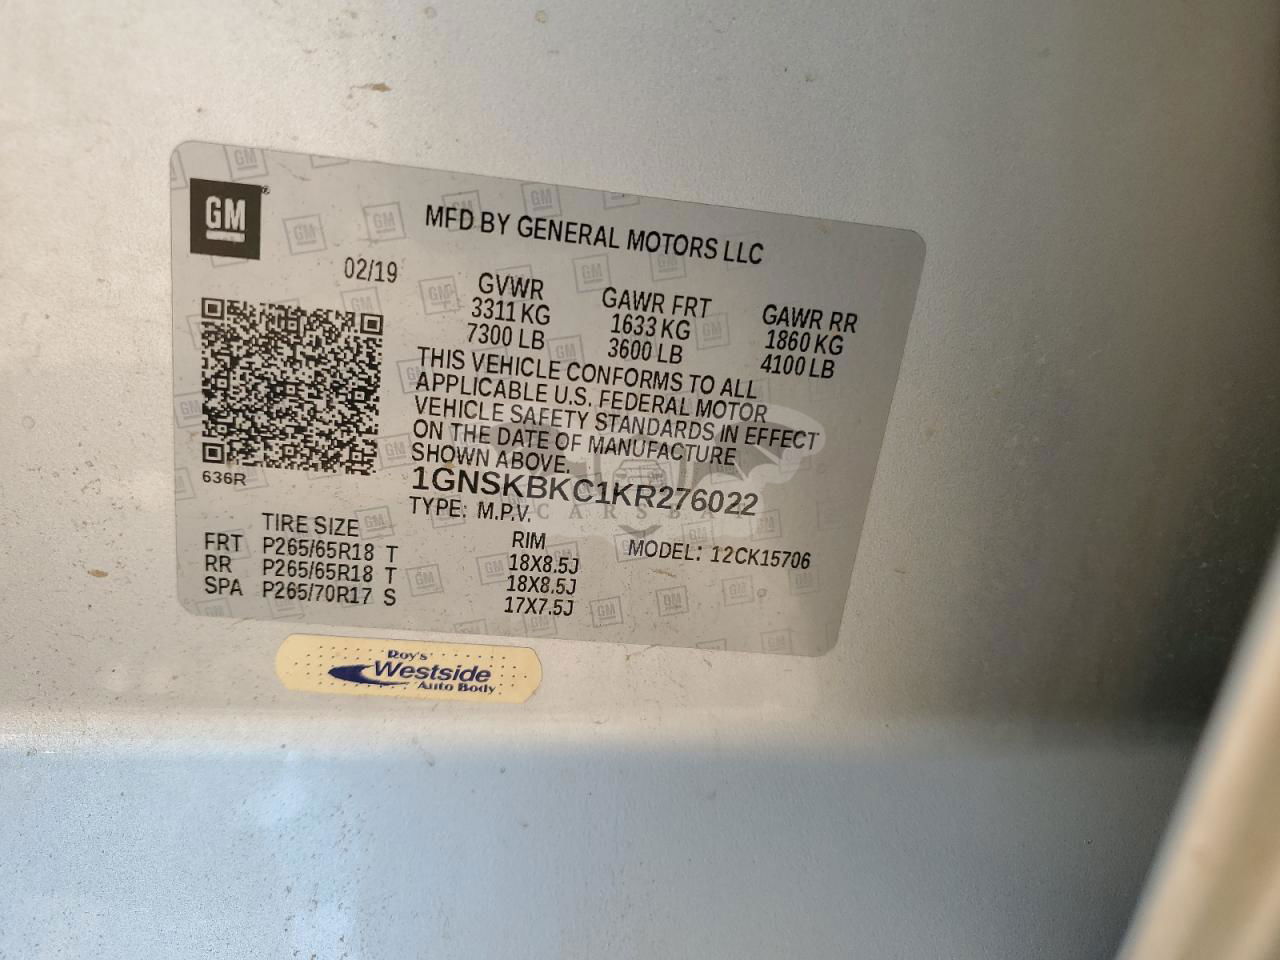 GM
MFD BY GENERAL MOTORS LLC
02/19
GVWR GAWR FRT GAWR RR
3311 KG 1633 KG 1860 KG
7300 LB 3600 LB 4100 LB
THIS VEHICLE CONFORMS TO ALL
APPLICABLE U.S. FEDERAL MOTOR
VEHICLE SAFETY STANDARDS IN EFFECT
ON THE DATE OF MANUFACTURE
SHOWN ABOVE.
636R
1GNSKBKC1KR276022
TYPE: M.P.V.
CARSBAT
TIRE SIZE RIM MODEL: 12CK15706
FRT P265/65R18 T 18X8.5J
RR P265/65R18 T 18X8.5J
SPA P265/70R17 S 17X7.5J
Roy's
Westside
Auto Body